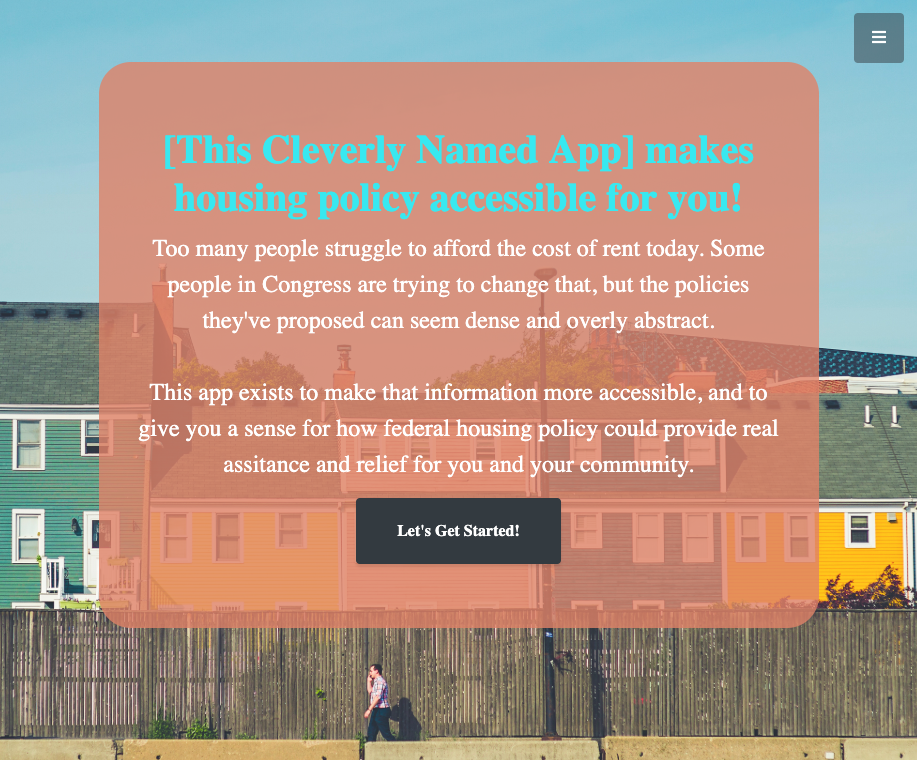 [This Cleverly Named App] makes
housing policy accessible for you!
Too many people struggle to afford the cost of rent today. Some
people in Congress are trying to change that, but the policies
they've proposed can seem dense and overly abstract.
This app exists to make that information more accessible, and to
give you a sense for how federal housing policy could provide real
assitance and relief for you and your community.
Let's Get Started!